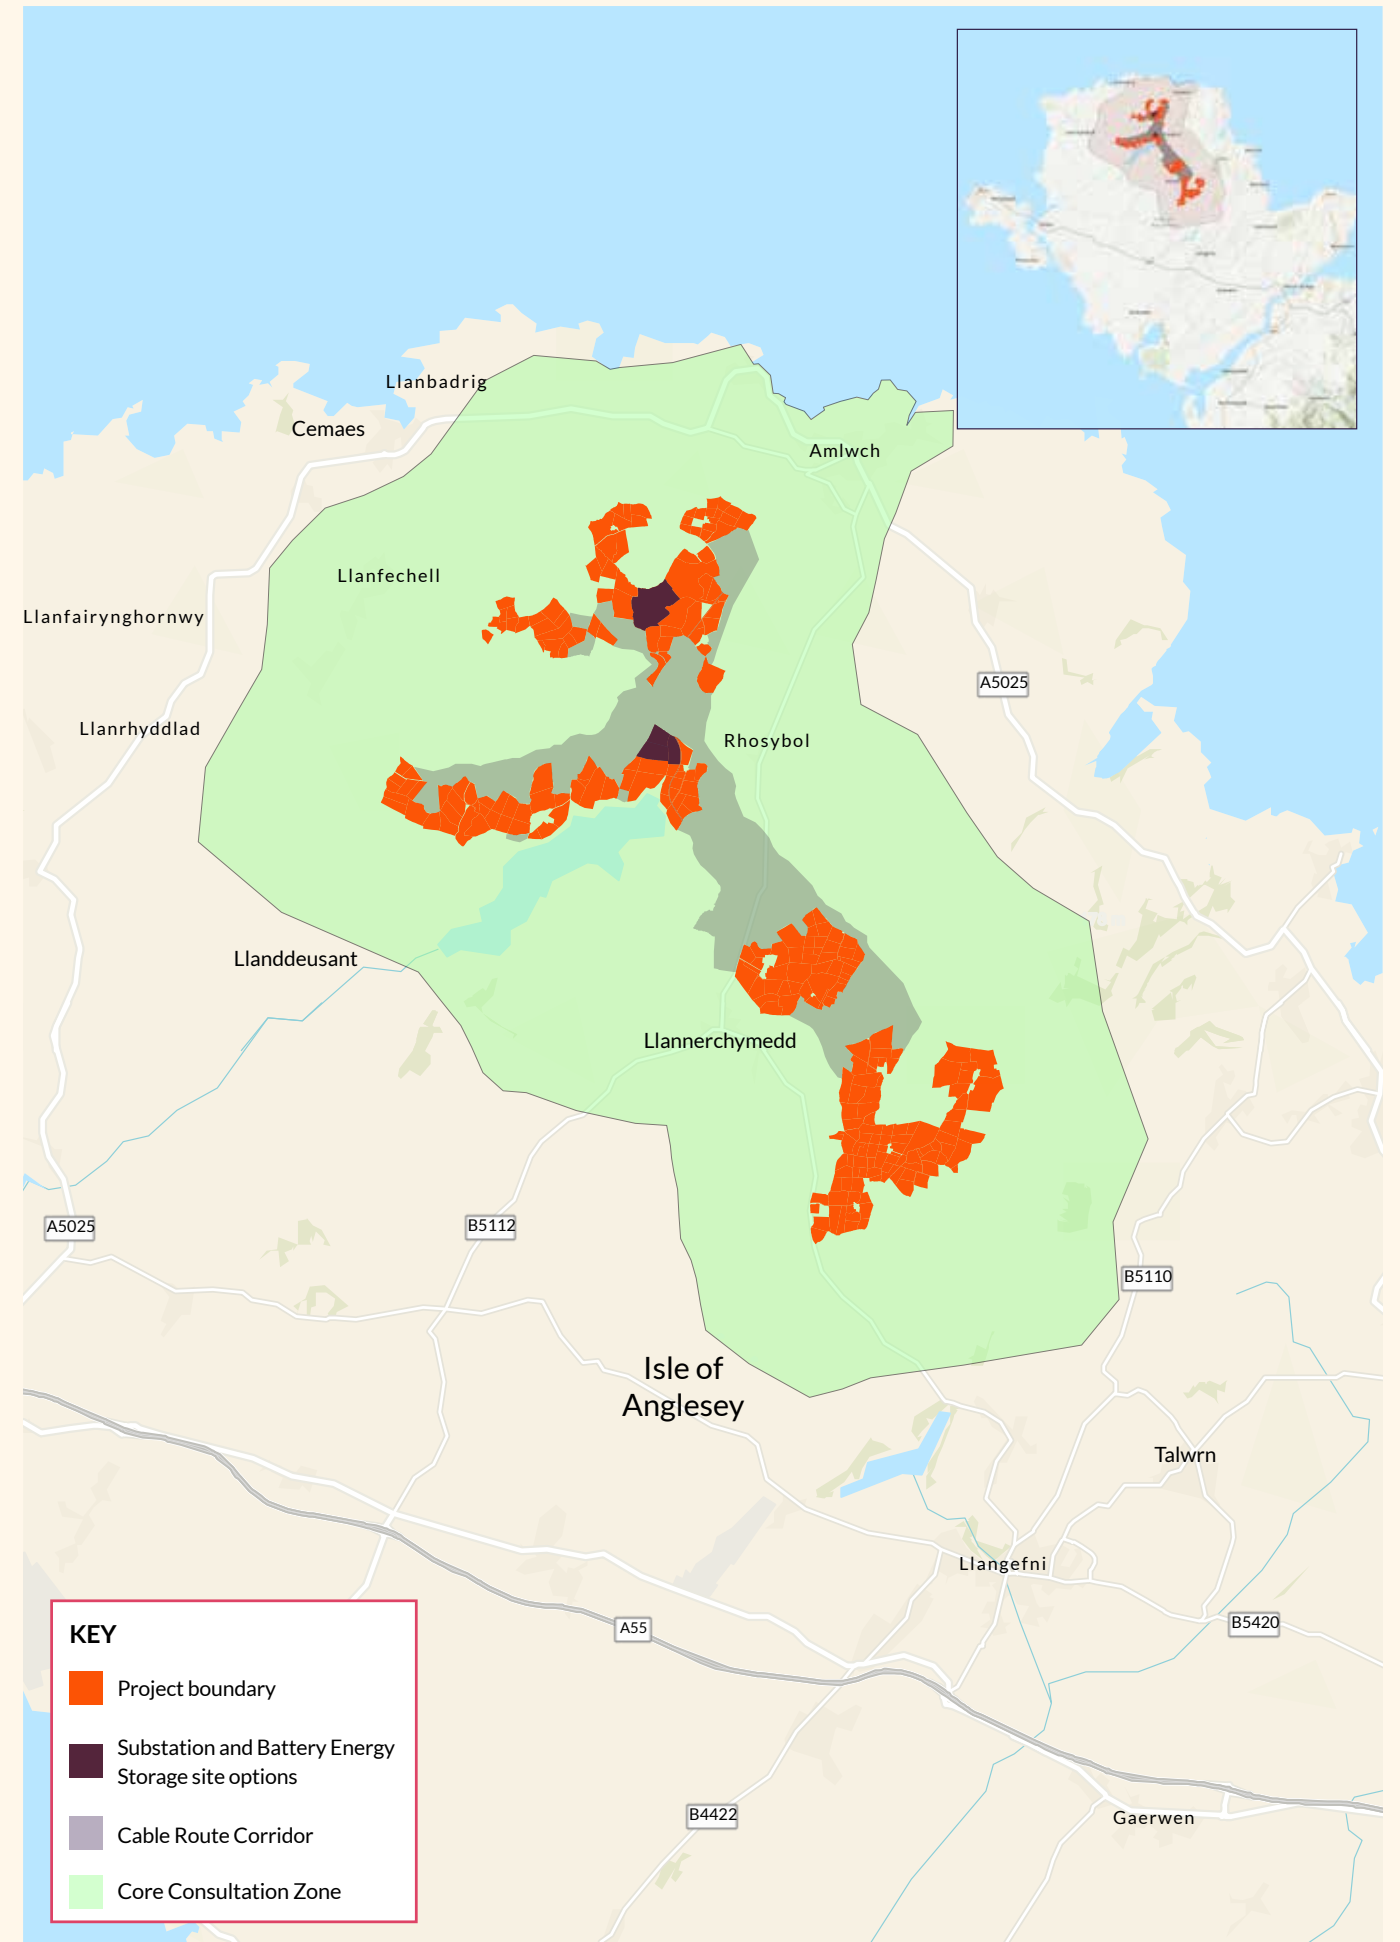 Llanbadrig
Cemaes
Amlwch
Llanfechell
Llanfairynghornwy
A5025
Llanrhyddlad
Rhosybol
Llanddeusant
Llannerchymedd
A5025
B5112
B5110
Isle of
Anglesey
Talwrn
Llangefni
A55
B5420
B4422
Gaerwen
KEY
Project boundary
Substation and Battery Energy
Storage site options
Cable Route Corridor
Core Consultation Zone